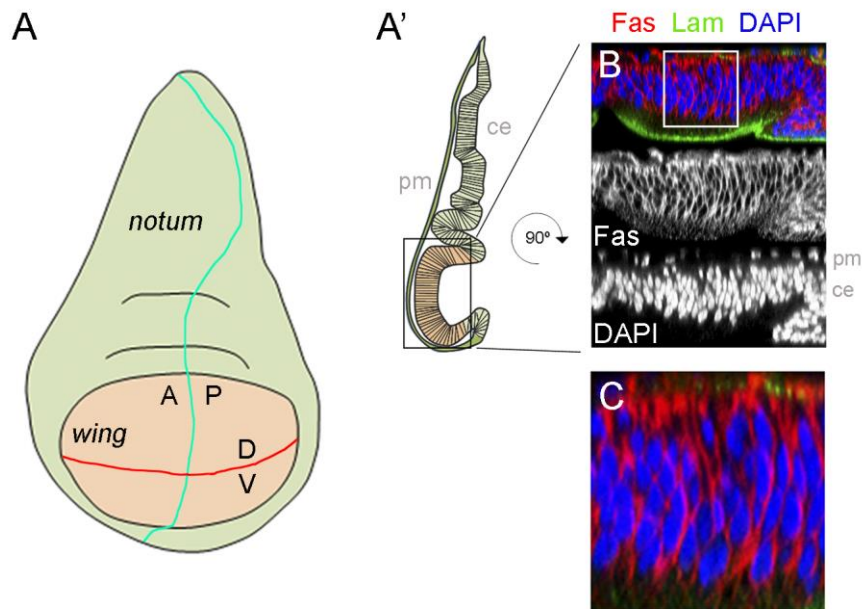 A
notum
A P
wing
D
V
A'
ce
pm
90º
Fas Lam DAPI
B
Fas
pm
ce
DAPI
C